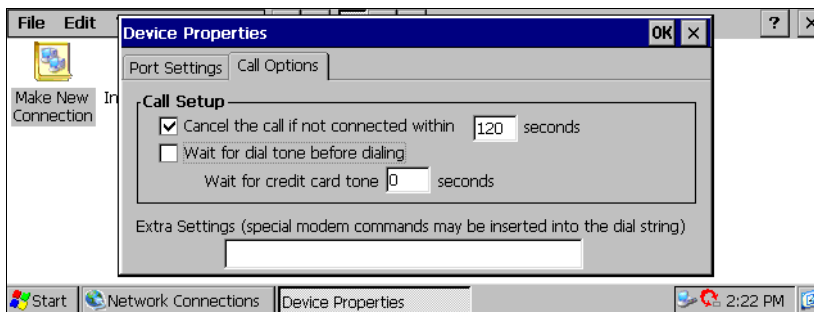 File Edit
Device Properties OK ×
?
Port Settings Call Options
Make New
Connection
In
Call Setup
Cancel the call if not connected within 120 seconds
Wait for dial tone before dialing
Wait for credit card tone 0 seconds
Extra Settings (special modem commands may be inserted into the dial string)
Start Network Connections Device Properties 2:22 PM